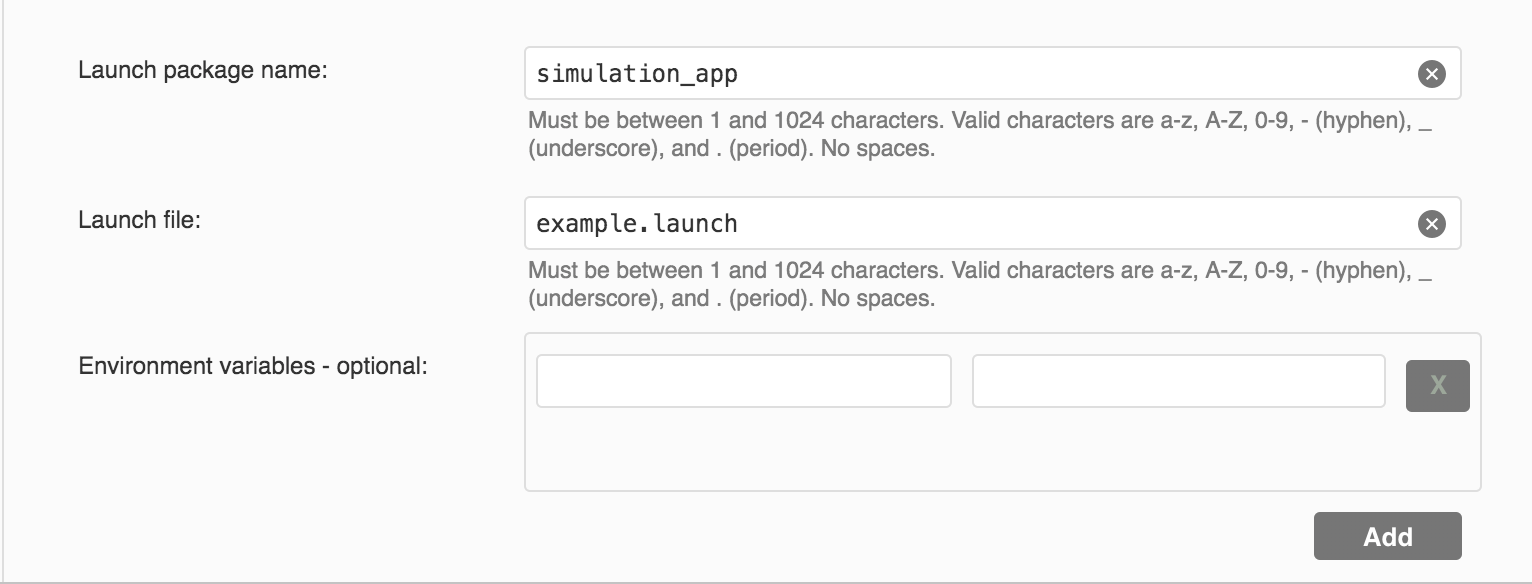 Launch package name:
simulation_app
Must be between 1 and 1024 characters. Valid characters are a-z, A-Z, 0-9, - (hyphen), _
(underscore), and . (period). No spaces.
Launch file:
example.launch
Must be between 1 and 1024 characters. Valid characters are a-z, A-Z, 0-9, - (hyphen), _
(underscore), and . (period). No spaces.
Environment variables - optional:
X
Add